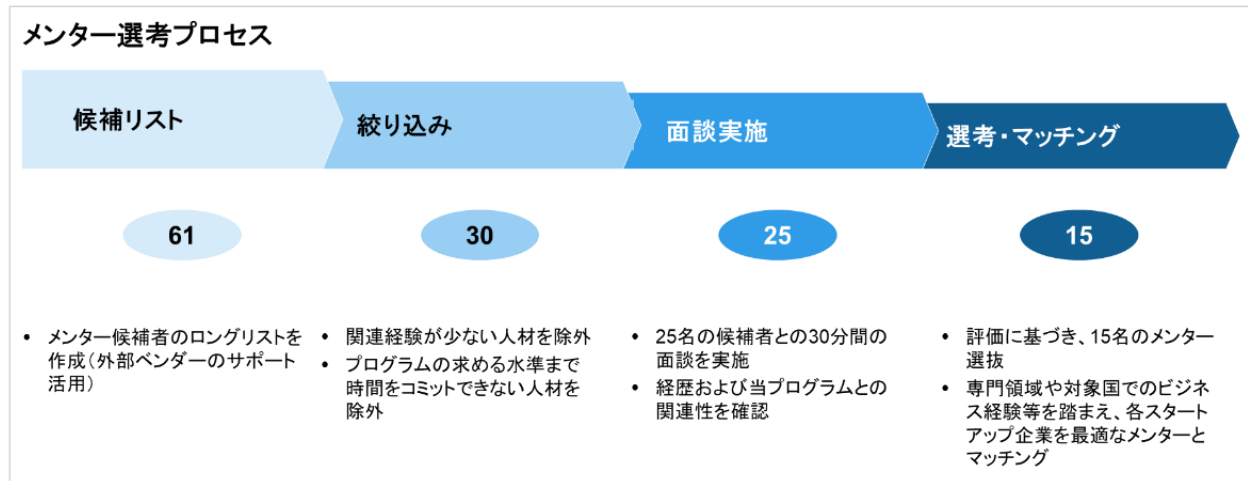 メンター選考プロセス
候補リスト
絞り込み
面談実施
選考・マッチング
61
30
25
15
• メンター候補者のロングリストを
作成(外部ベンダーのサポート
活用)
• 関連経験が少ない人材を除外
• プログラムの求める水準まで
時間をコミットできない人材を
除外
• 25名の候補者との30分間の
面談を実施
• 経歴および当プログラムとの
関連性を確認
• 評価に基づき、15名のメンター
選抜
• 専門領域や対象国でのビジネ
ス経験等を踏まえ、各スタート
アップ企業を最適なメンターと
マッチング